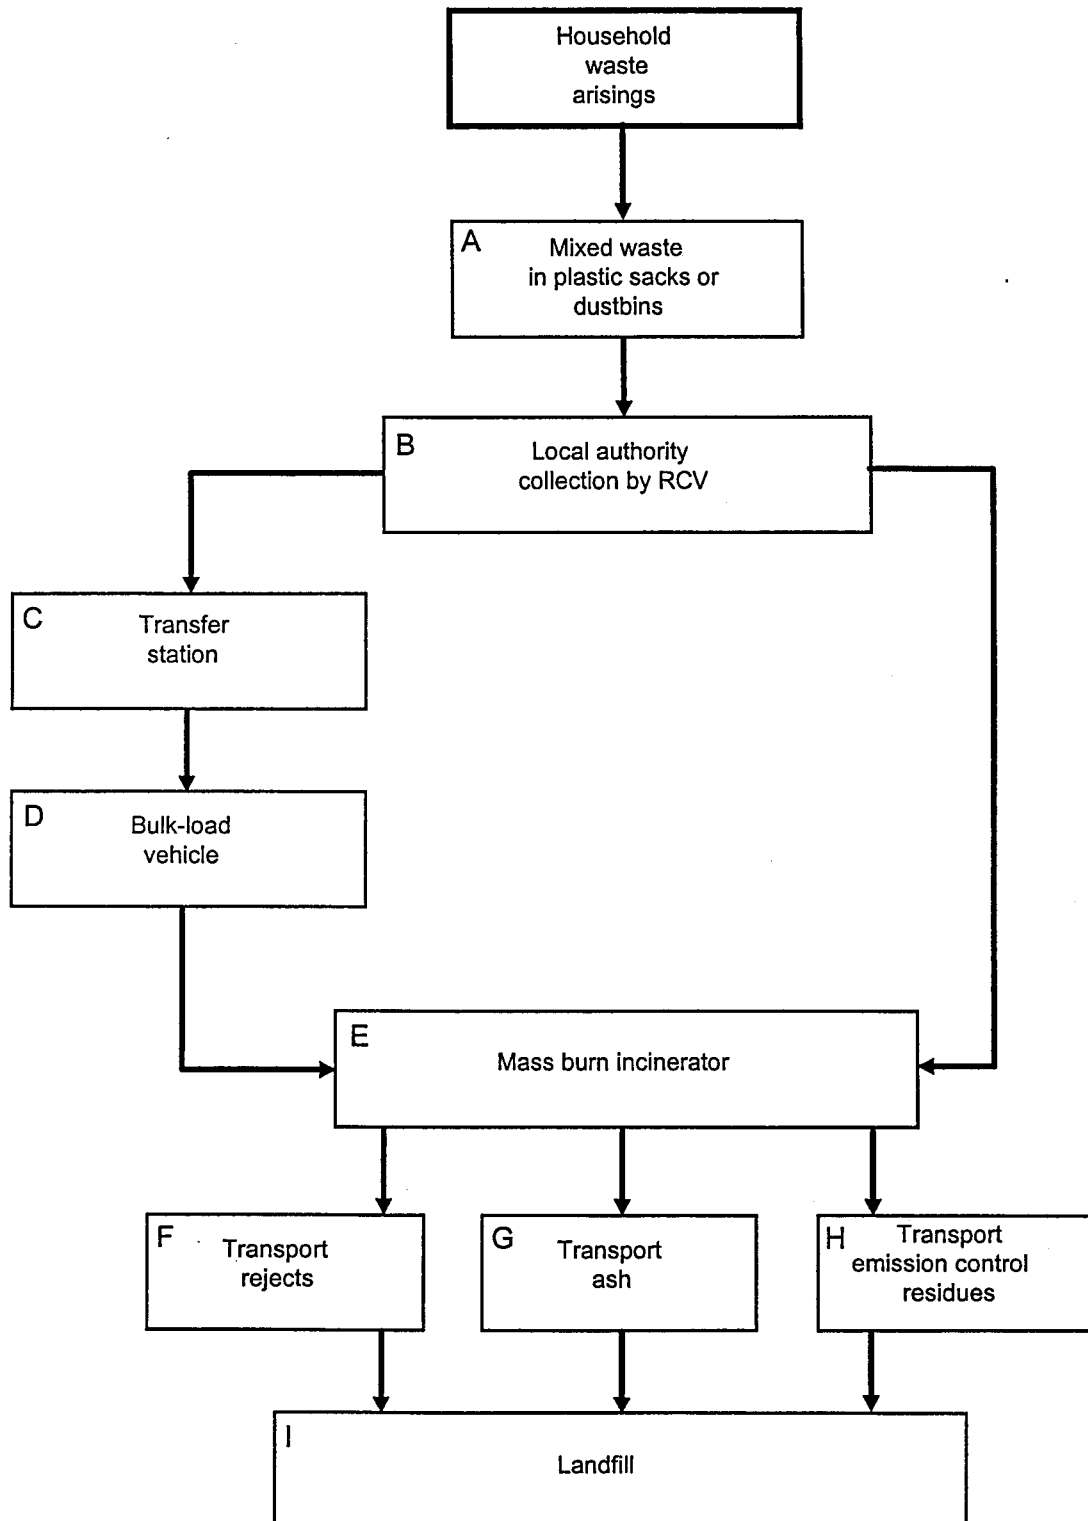 Household
waste
arisings
A
Mixed waste
in plastic sacks or
dustbins
B
Local authority
collection by RCV
C
Transfer
station
D
Bulk-load
vehicle
E
Mass burn incinerator
F
Transport
rejects
G
Transport
ash
H
Transport
emission control
residues
I
Landfill